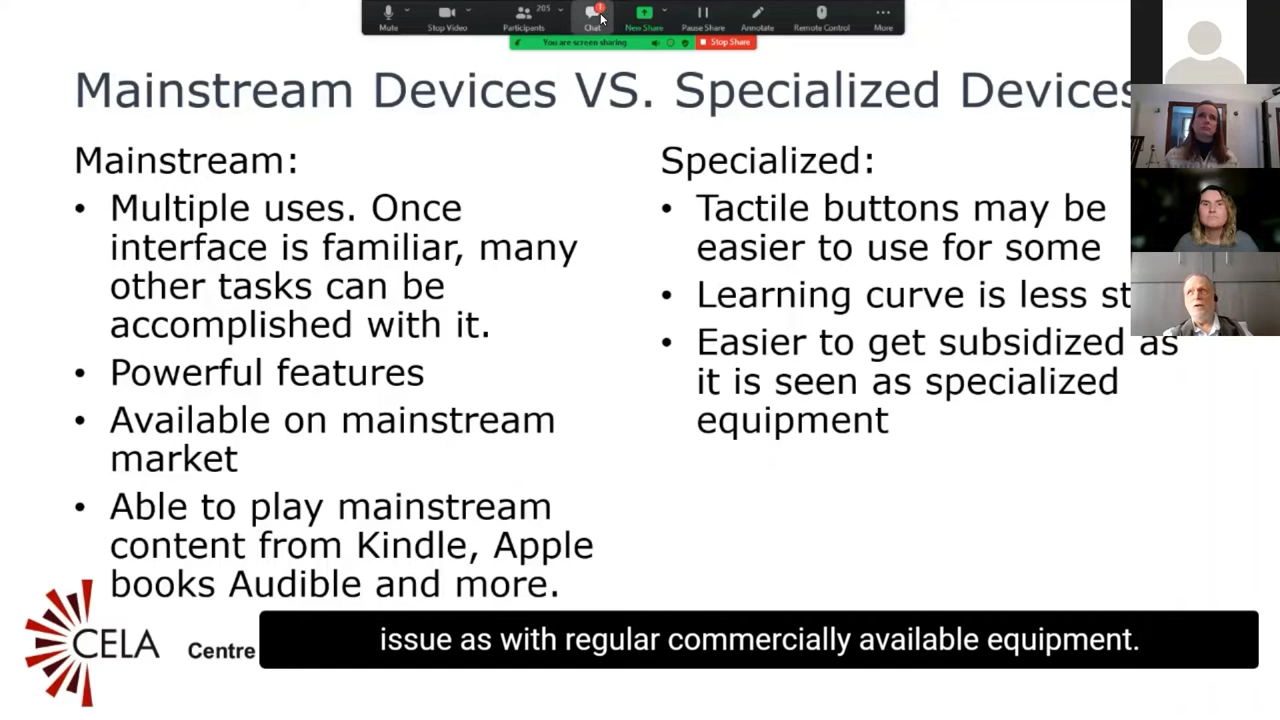 205
1
Mute
Stop Video
Participants
Chat
New Share
Pause Share
Annotate
Remote Control
More
You are screen sharing
Stop Share
Mainstream Devices VS. Specialized Devices
Mainstream:
• Multiple uses. Once
interface is familiar, many
other tasks can be
accomplished with it.
• Powerful features
• Available on mainstream
market
• Able to play mainstream
content from Kindle, Apple
books Audible and more.
Specialized:
• Tactile buttons may be
easier to use for some
• Learning curve is less st
• Easier to get subsidized as
it is seen as specialized
equipment
CELA
Centre
issue as with regular commercially available equipment.